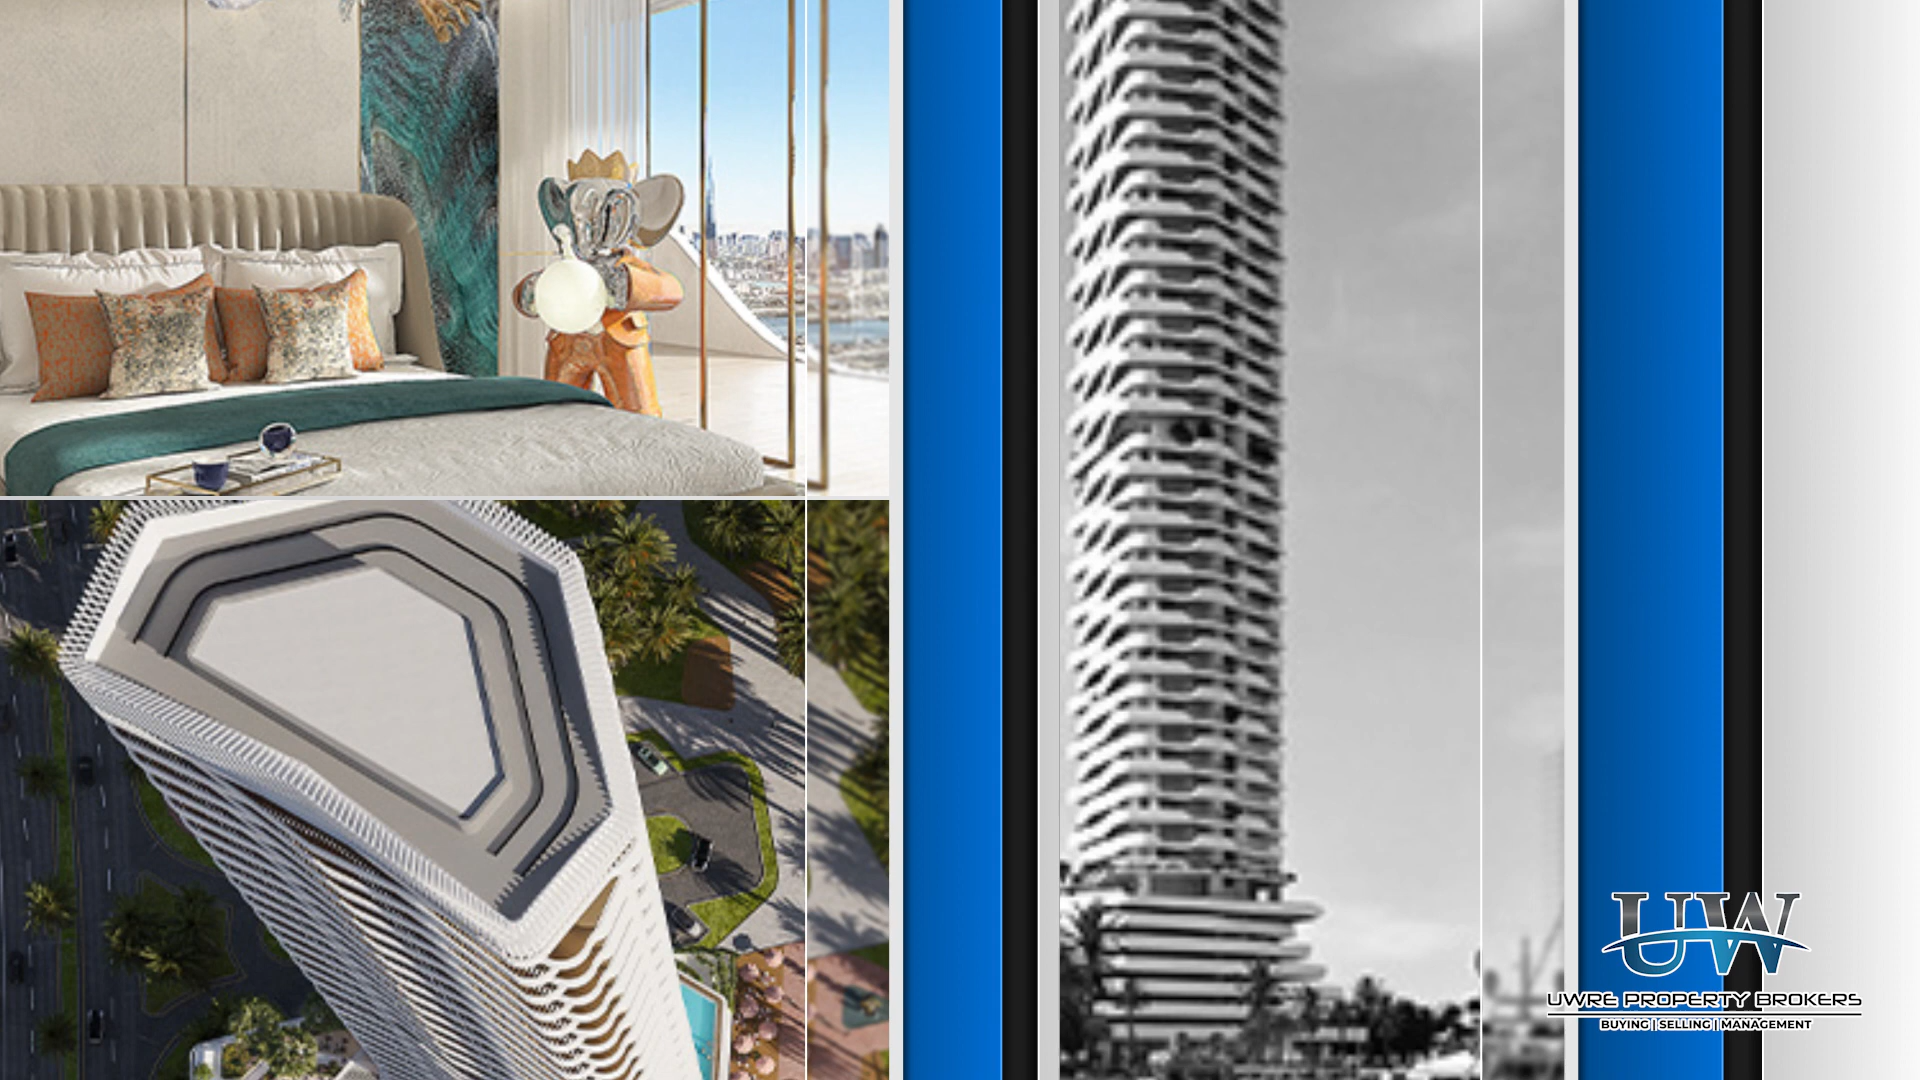 UW
UWRE PROPERTY BROKERS
BUYING | SELLING | MANAGEMENT